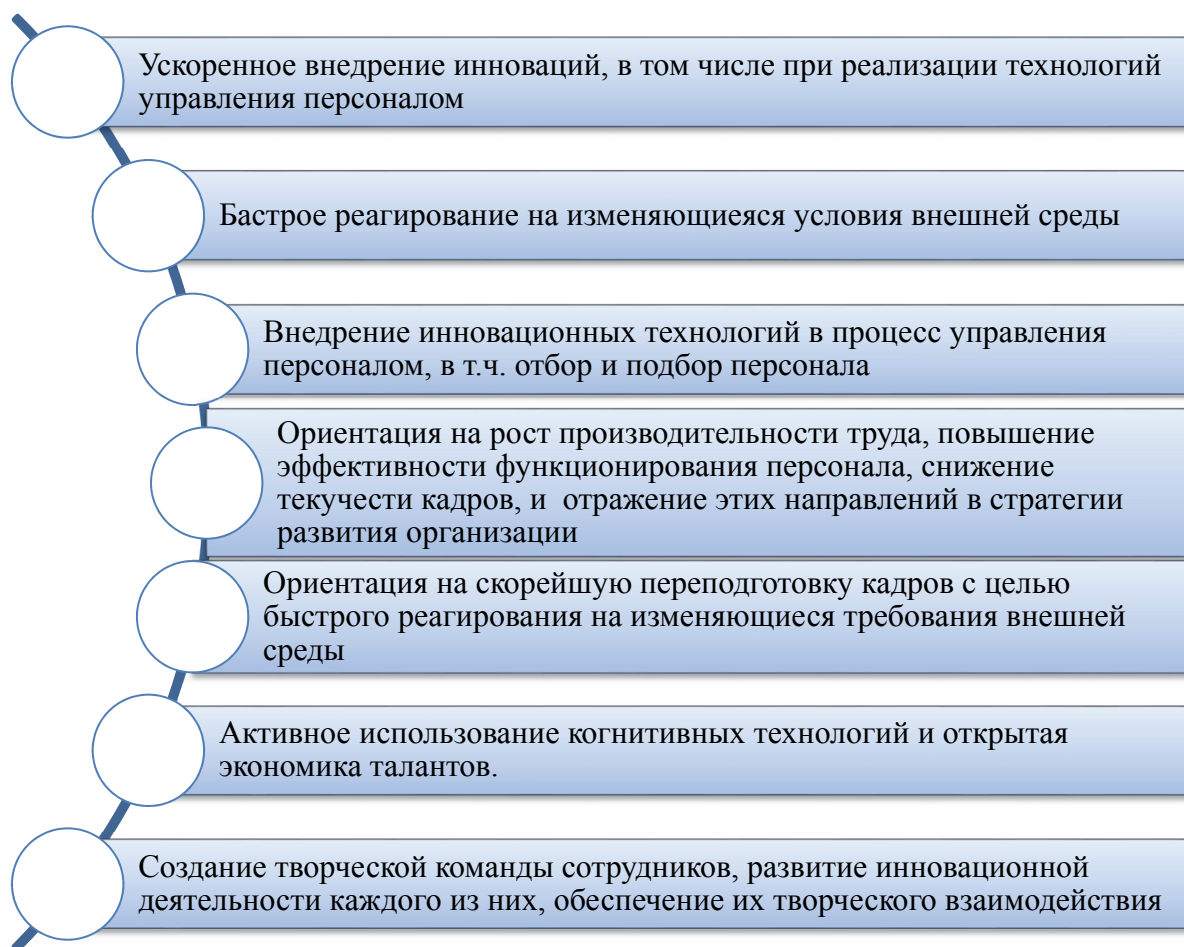 Ускоренное внедрение инноваций, в том числе при реализации технологий
управления персоналом
Бастрое реагирование на изменяющиеяся условия внешней среды
Внедрение инновационных технологий в процесс управления
персоналом, в т.ч. отбор и подбор персонала
Ориентация на рост производительности труда, повышение
эффективности функционирования персонала, снижение
текучести кадров, и  отражение этих направлений в стратегии
развития организации
Ориентация на скорейшую переподготовку кадров с целью
быстрого реагирования на изменяющиеся требования внешней
среды
Активное использование когнитивных технологий и открытая
экономика талантов.
Создание творческой команды сотрудников, развитие инновационной
деятельности каждого из них, обеспечение их творческого взаимодействия